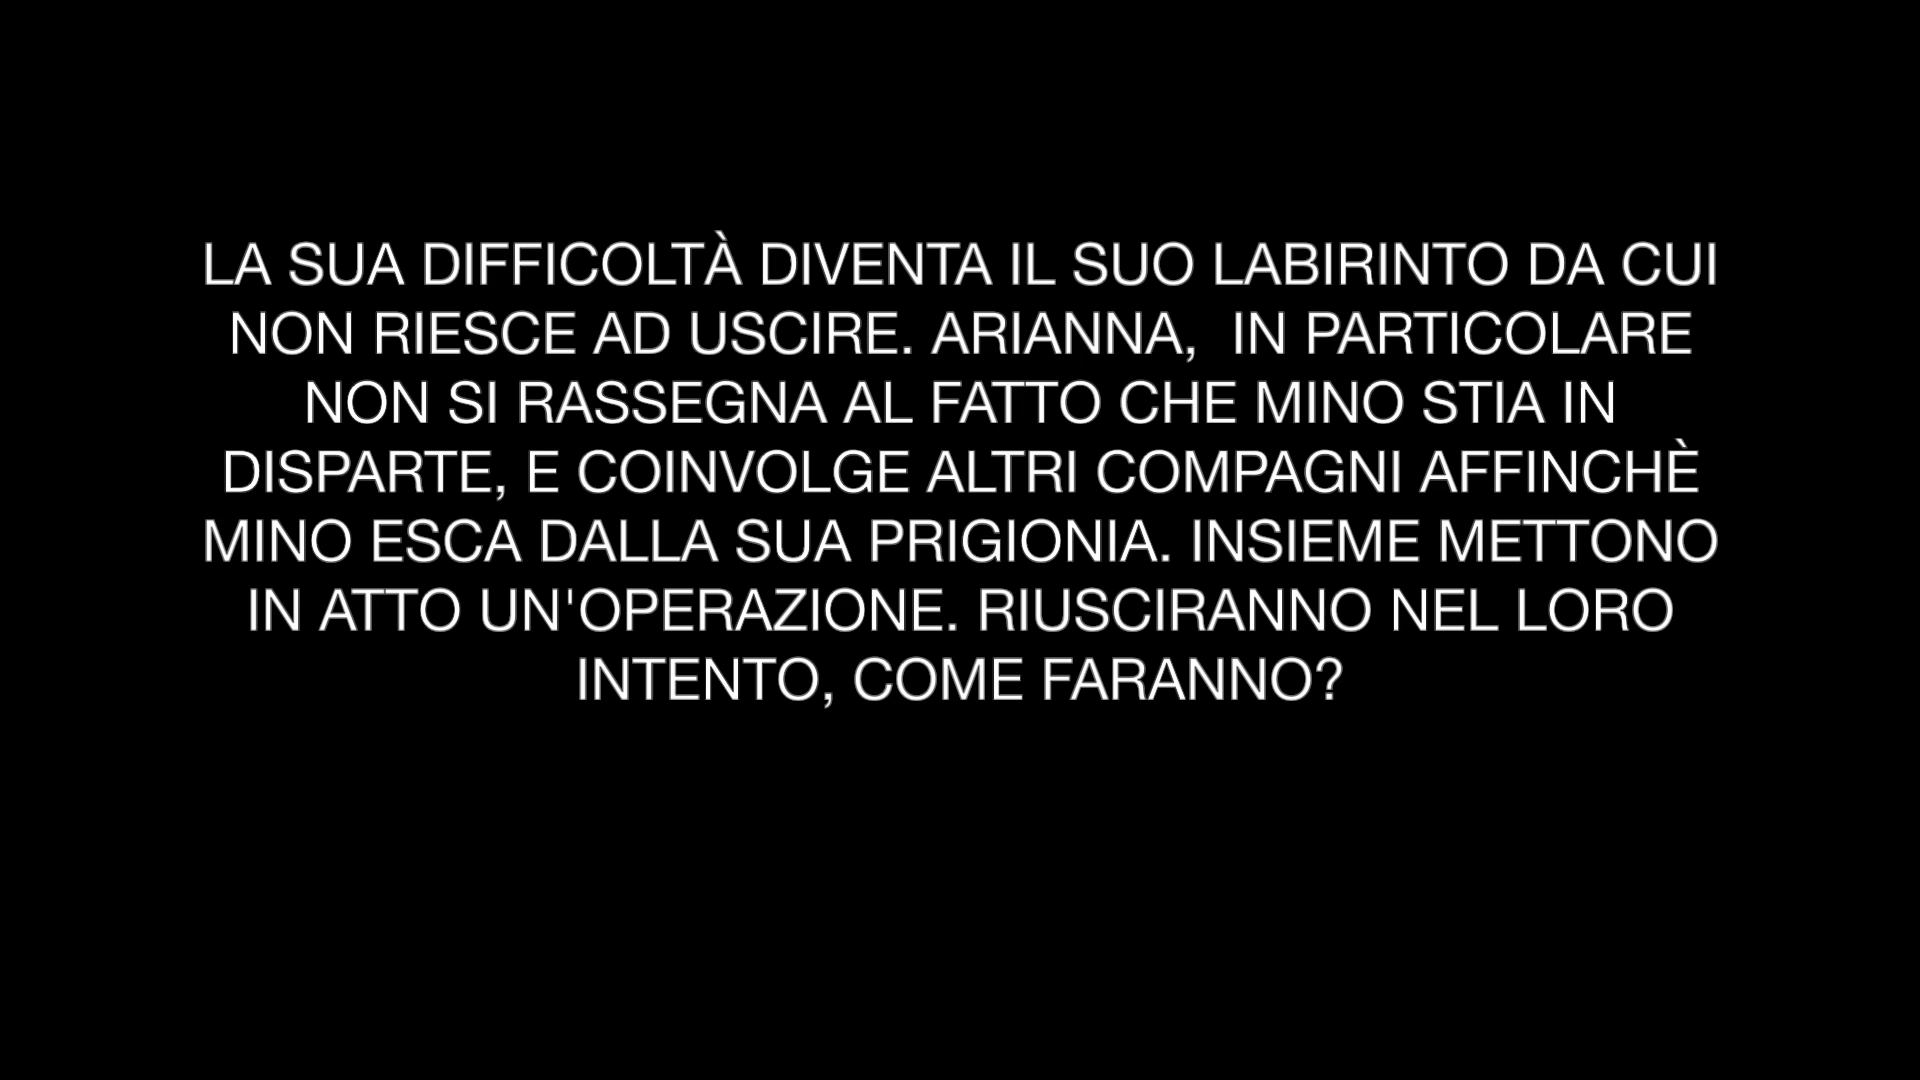 LA SUA DIFFICOLTÀ DIVENTA IL SUO LABIRINTO DA CUI
NON RIESCE AD USCIRE. ARIANNA,  IN PARTICOLARE
NON SI RASSEGNA AL FATTO CHE MINO STIA IN
DISPARTE, E COINVOLGE ALTRI COMPAGNI AFFINCHÈ
MINO ESCA DALLA SUA PRIGIONIA. INSIEME METTONO
IN ATTO UN'OPERAZIONE. RIUSCIRANNO NEL LORO
INTENTO, COME FARANNO?